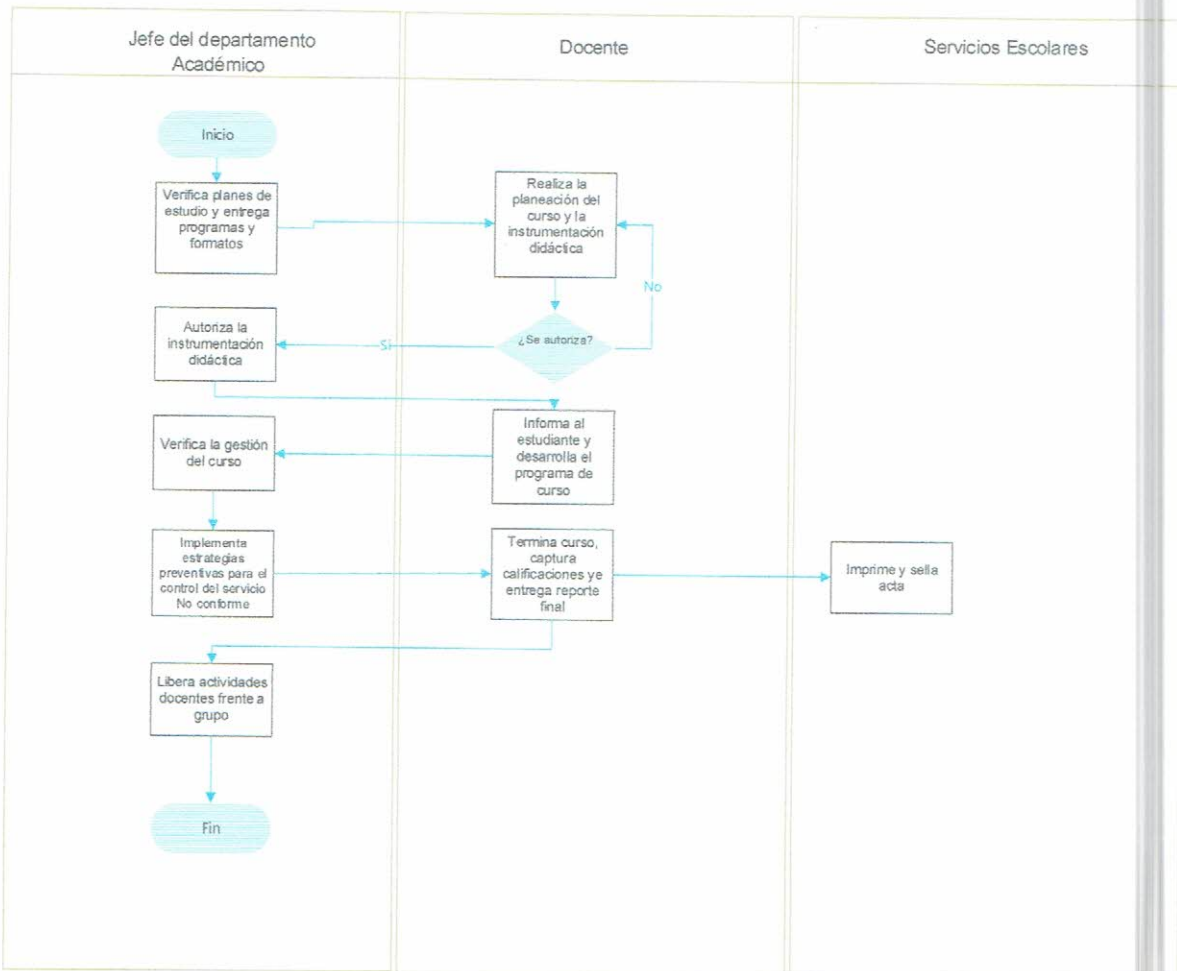 Jefe del departamento
Académico
Docente
Servicios Escolares
Inicio
Verifica planes de
estudio y entrega
programas y
formatos
Realiza la
planeación del
curso y la
instrumentación
didáctica
No
¿Se autoriza?
Si
Autoriza la
instrumentación
didáctica
Informa al
estudiante y
desarrolla el
programa de
curso
Verifica la gestión
del curso
Implementa
estrategias
preventivas para el
control del servicio
No conforme
Termina curso,
captura
calificaciones ye
entrega reporte
final
Imprime y sella
acta
Libera actividades
docentes frente a
grupo
Fin